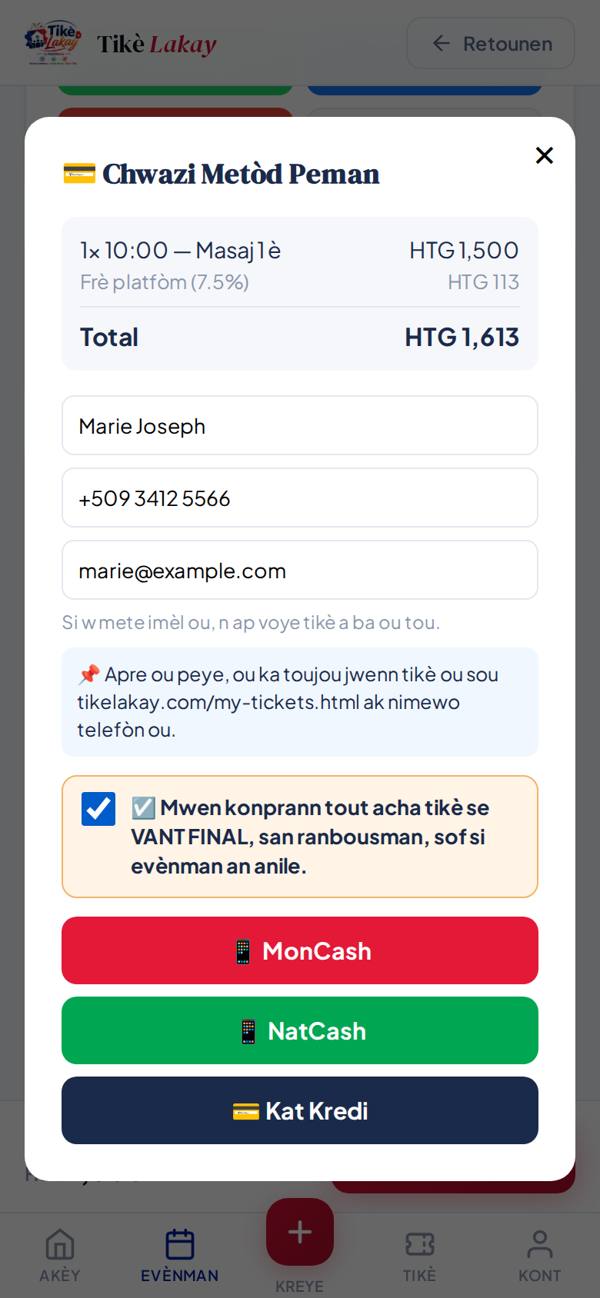 Tikè Lakay
Tikè Lakay
Retounen
💳 Chwazi Metòd Peman
✕
1× 10:00 — Masaj 1 è HTG 1,500
Frè platfòm (7.5%) HTG 113
Total HTG 1,613
Marie Joseph
+509 3412 5566
marie@example.com
Si w mete imèl ou, n ap voye tikè a ba ou tou.
📌 Apre ou peye, ou ka toujou jwenn tikè ou sou
tikelakay.com/my-tickets.html ak nimewo
telefòn ou.
☑️ Mwen konprann tout acha tikè se
VANT FINAL, san ranbousman, sof si
evènman an anile.
📱 MonCash
📱 NatCash
💳 Kat Kredi
AKÈY
EVÈNMAN
KREYE
TIKÈ
KONT